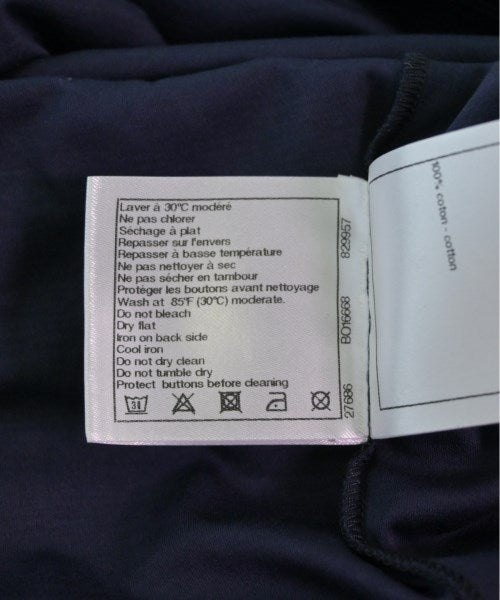 Laver à 30°C modéré
Ne pas chlorer
Séchage à plat
Repasser sur l'envers
Repasser à basse température
Ne pas nettoyer à sec
Ne pas sécher en tambour
Protéger les boutons avant nettoyage
Wash at 85°F (30°C) moderate.
Do not bleach
Dry flat
Iron on back side
Cool iron
Do not dry clean
Do not tumble dry
Protect buttons before cleaning
30
27686 BO16668 829957
100% coton - cotton